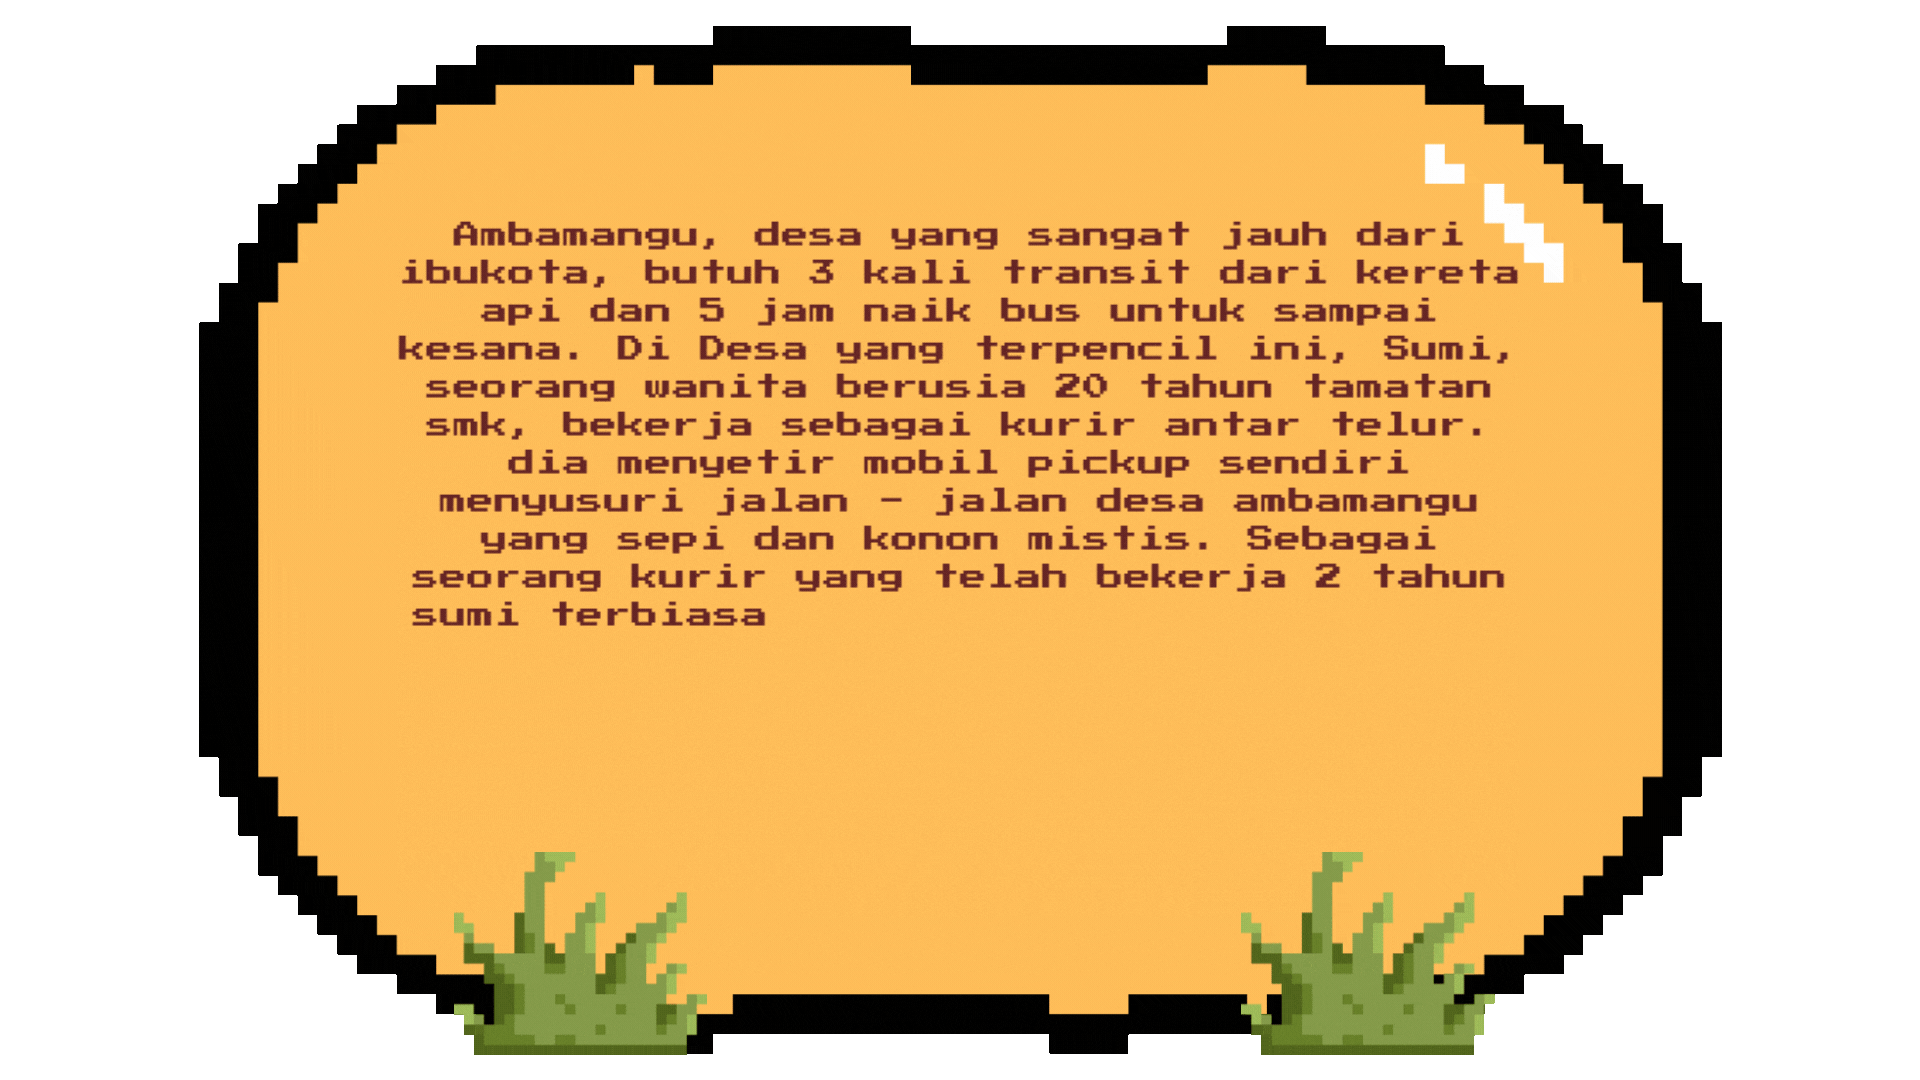 Ambamangu, desa yang sangat jauh dari
ibukota, butuh 3 kali transit dari kereta
api dan 5 jam naik bus untuk sampai
kesana. Di Desa yang terpencil ini, Sumi,
seorang wanita berusia 20 tahun tamatan
smk, bekerja sebagai kurir antar telur.
dia menyetir mobil pickup sendiri
menyusuri jalan - jalan desa ambamangu
yang sepi dan konon mistis. Sebagai
seorang kurir yang telah bekerja 2 tahun
sumi terbiasa